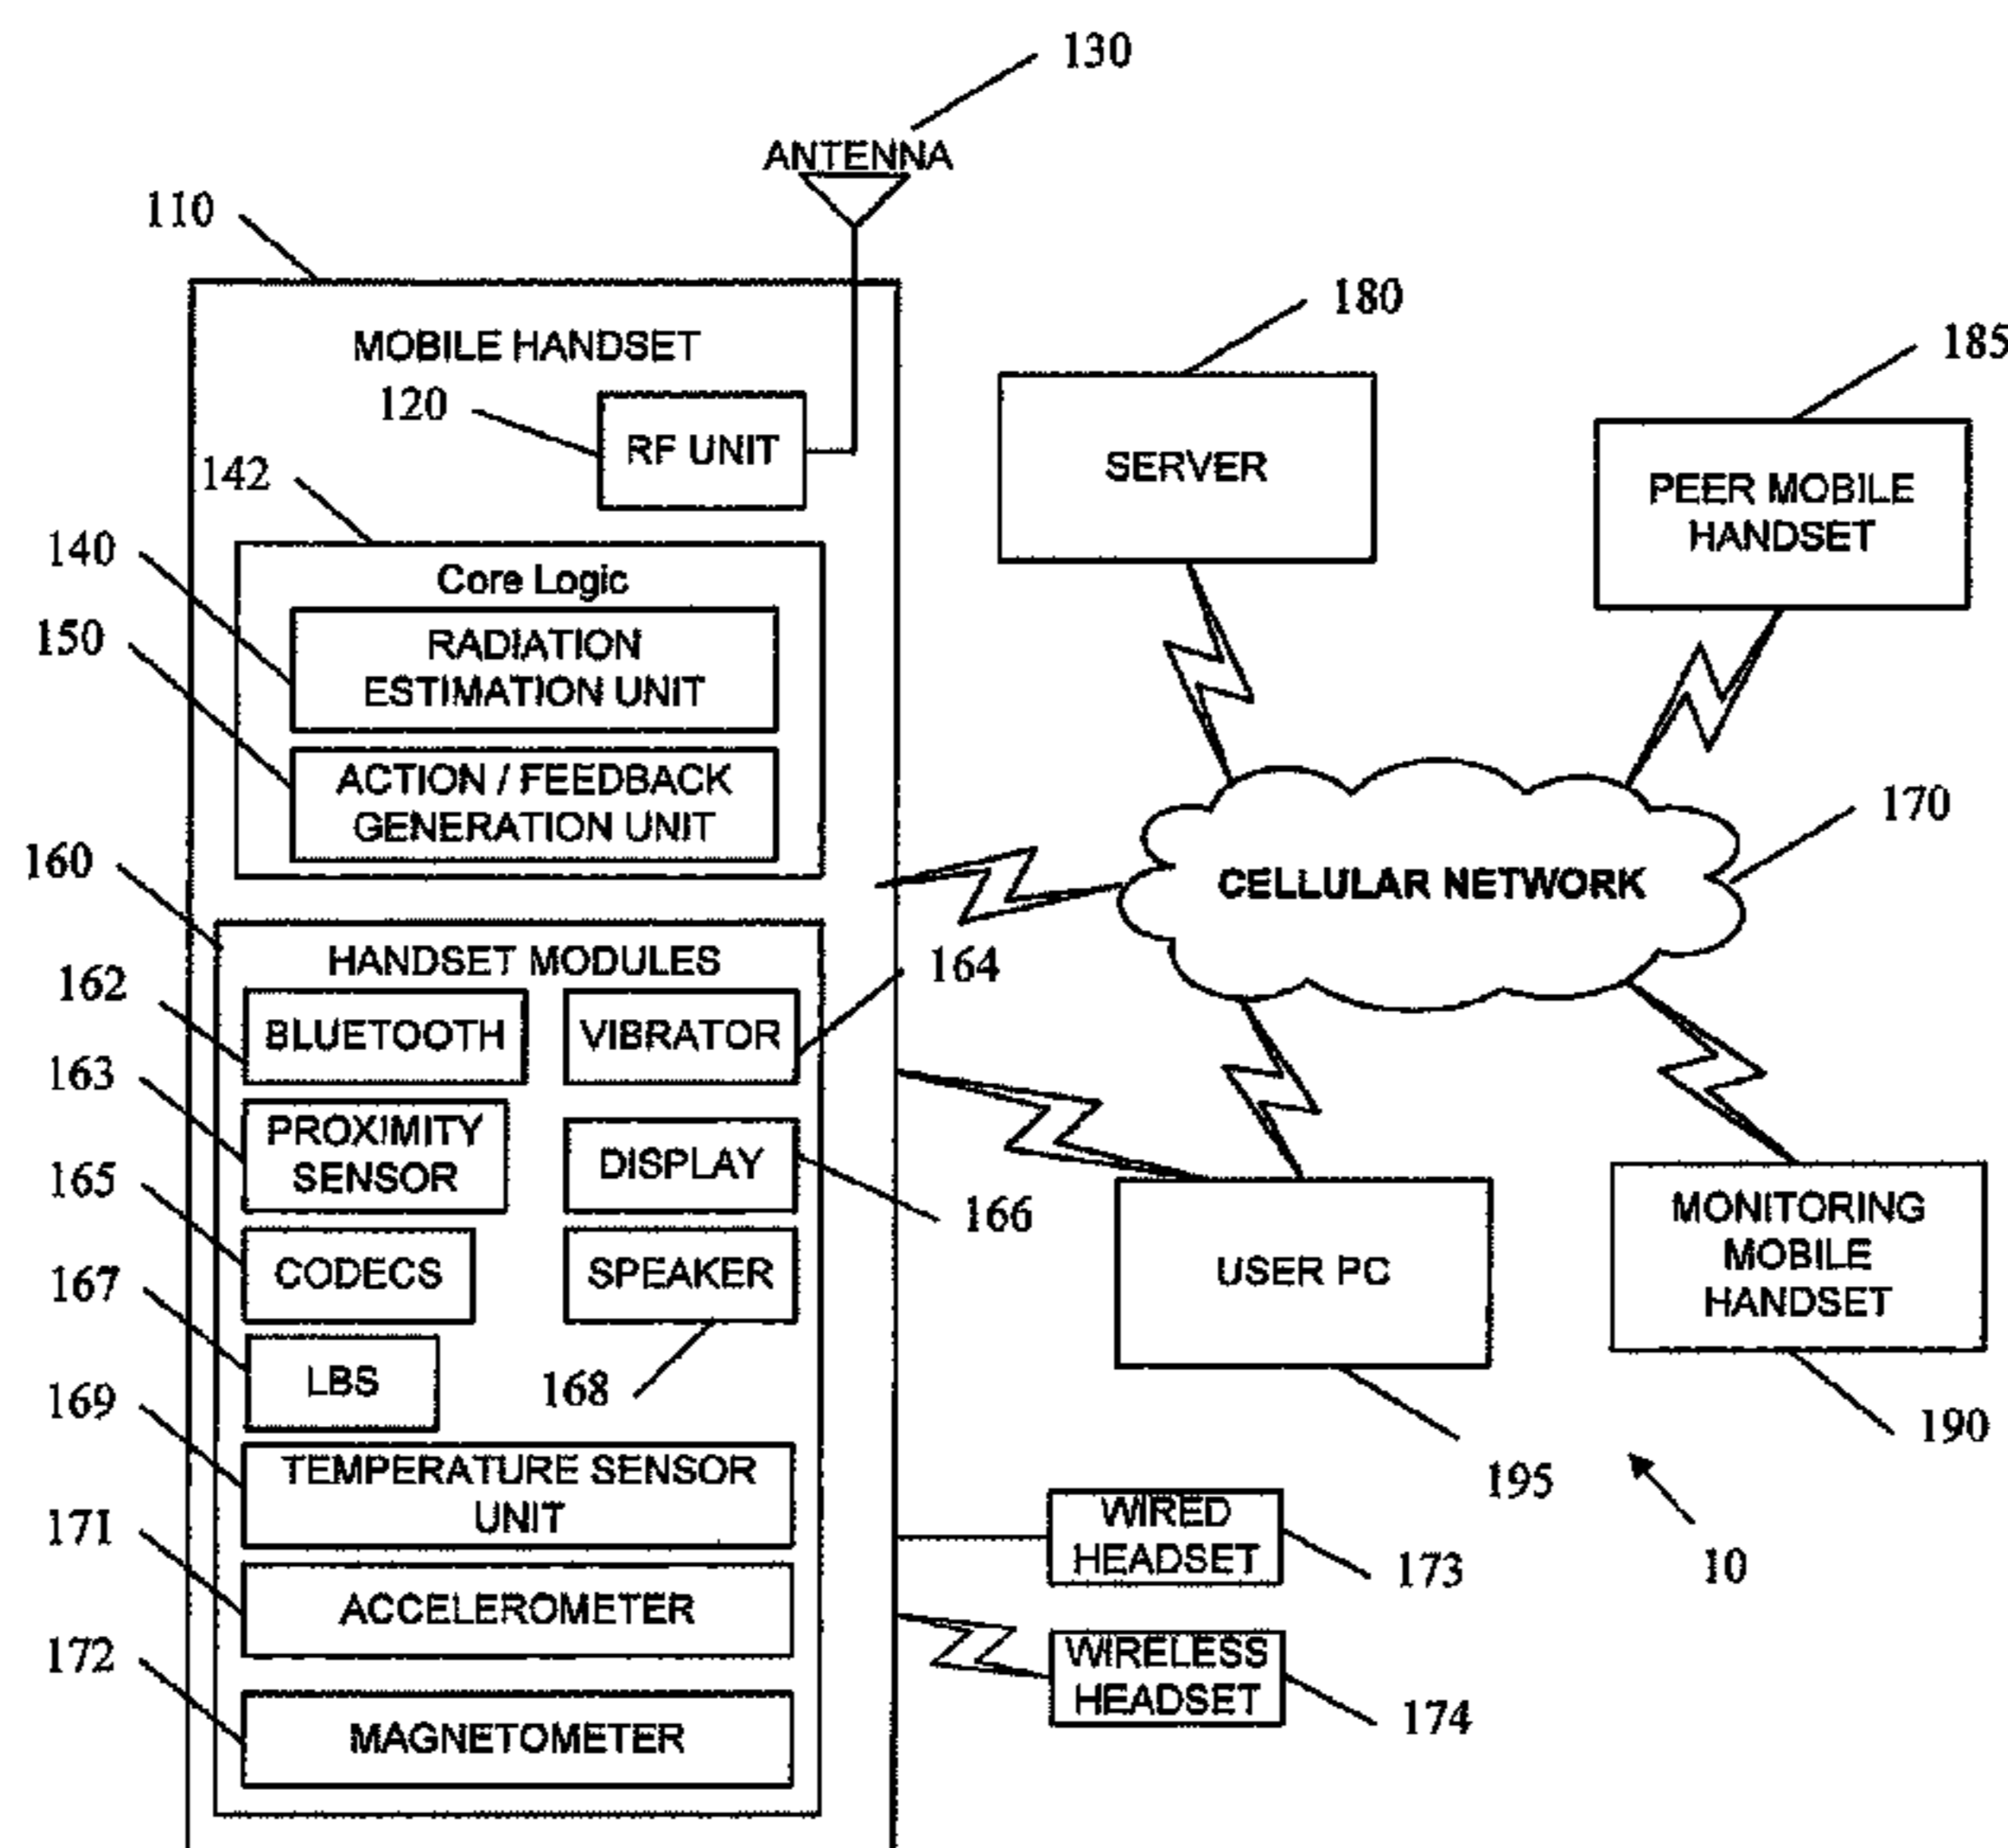 130
ANTENNA
110
MOBILE HANDSET
120
RF UNIT
142
140
Core Logic
RADIATION
ESTIMATION UNIT
150
ACTION / FEEDBACK
GENERATION UNIT
160
HANDSET MODULES
162
BLUETOOTH
VIBRATOR
164
163
PROXIMITY
SENSOR
DISPLAY
166
165
CODECS
SPEAKER
167
LBS
168
169
TEMPERATURE SENSOR
UNIT
171
ACCELEROMETER
172
MAGNETOMETER
180
SERVER
185
PEER MOBILE
HANDSET
170
CELLULAR NETWORK
USER PC
195
MONITORING
MOBILE
HANDSET
190
10
WIRED
HEADSET
173
WIRELESS
HEADSET
174